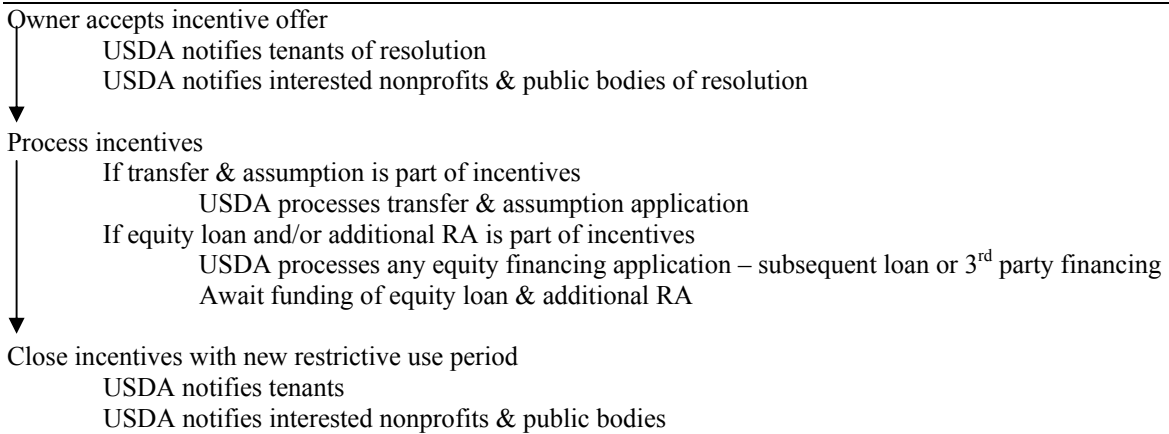 Owner accepts incentive offer
USDA notifies tenants of resolution
USDA notifies interested nonprofits & public bodies of resolution
Process incentives
If transfer & assumption is part of incentives
USDA processes transfer & assumption application
If equity loan and/or additional RA is part of incentives
USDA processes any equity financing application – subsequent loan or 3rd party financing
Await funding of equity loan & additional RA
Close incentives with new restrictive use period
USDA notifies tenants
USDA notifies interested nonprofits & public bodies